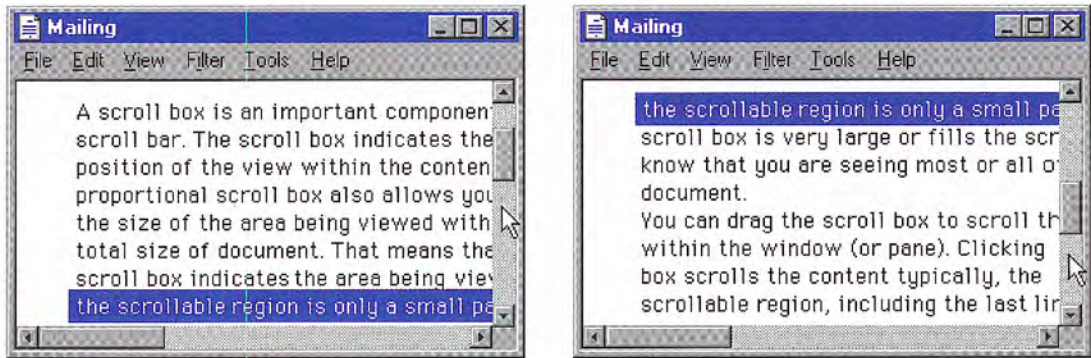 Mailing
File Edit View Filter Tools Help
A scroll box is an important componen
scroll bar. The scroll box indicates the
position of the view within the conten
proportional scroll box also allows you
the size of the area being viewed with
total size of document. That means tha
scroll box indicates the area being view
the scrollable region is only a small pa
Mailing
File Edit View Filter Tools Help
the scrollable region is only a small pa
scroll box is very large or fills the scr
know that you are seeing most or all o
document.
You can drag the scroll box to scroll th
within the window (or pane). Clicking
box scrolls the content typically, the
scrollable region, including the last lin